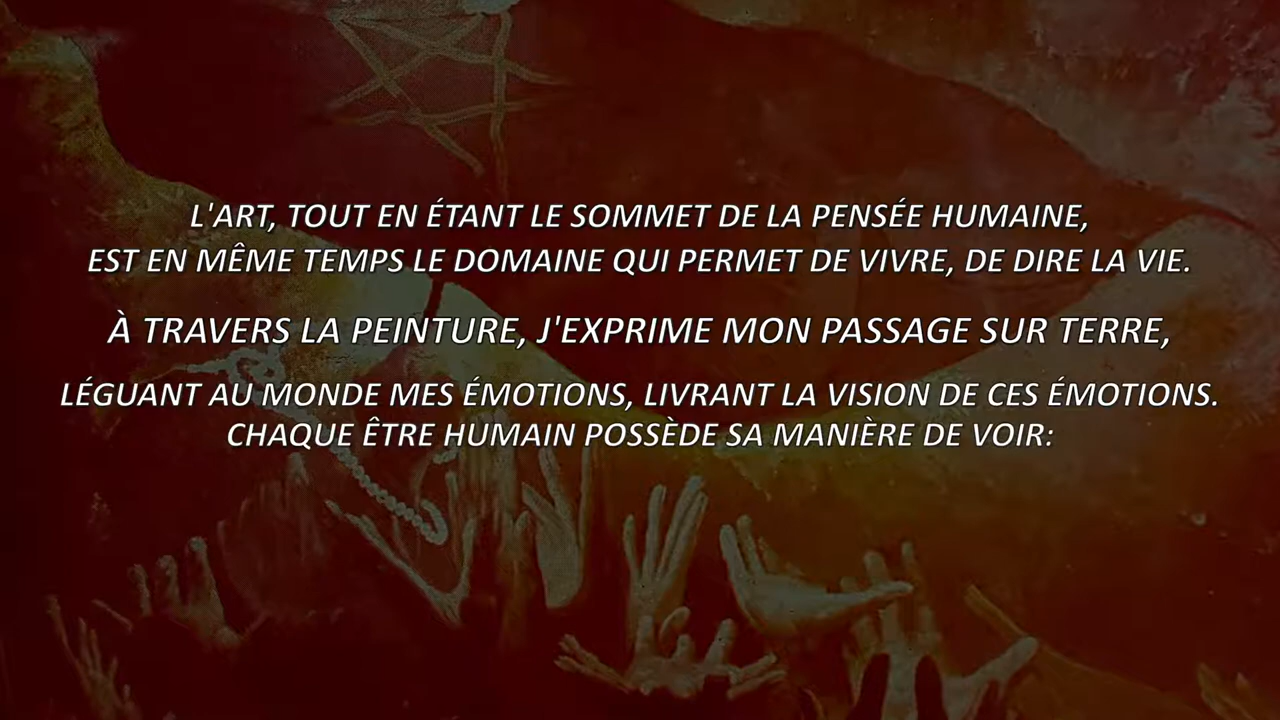 L'ART, TOUT EN ÉTANT LE SOMMET DE LA PENSÉE HUMAINE,
EST EN MÊME TEMPS LE DOMAINE QUI PERMET DE VIVRE, DE DIRE LA VIE.
À TRAVERS LA PEINTURE, J'EXPRIME MON PASSAGE SUR TERRE,
LÉGUANT AU MONDE MES ÉMOTIONS, LIVRANT LA VISION DE CES ÉMOTIONS.
CHAQUE ÊTRE HUMAIN POSSÈDE SA MANIÈRE DE VOIR: